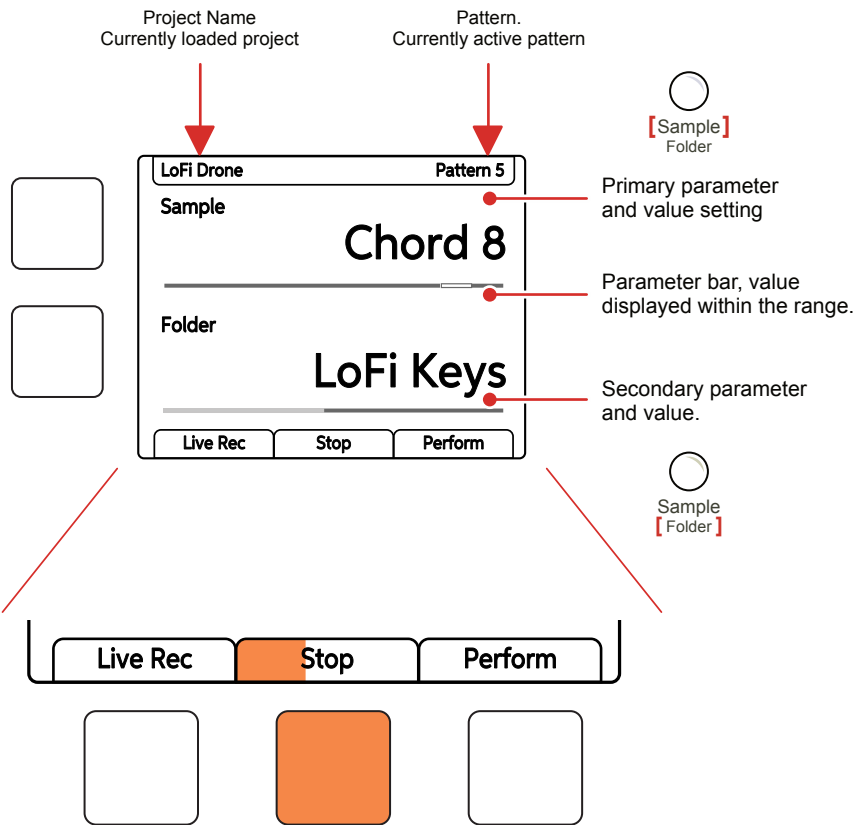 Project Name
Currently loaded project
Pattern.
Currently active pattern
[Sample]
Folder
LoFi Drone
Pattern 5
Sample
Chord 8
Primary parameter
and value setting
Parameter bar, value
displayed within the range.
Folder
LoFi Keys
Secondary parameter
and value.
Live Rec
Stop
Perform
Sample
[Folder]
Live Rec
Stop
Perform